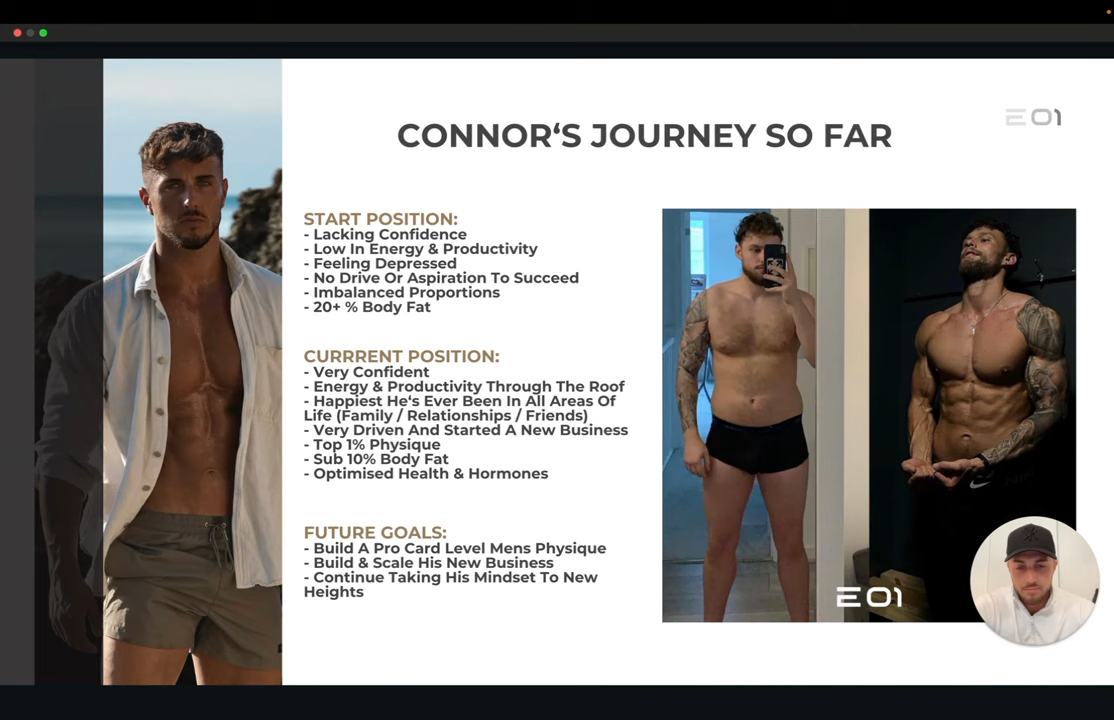 CONNOR‘S JOURNEY SO FAR
E01
START POSITION:
- Lacking Confidence
- Low In Energy & Productivity
- Feeling Depressed
- No Drive Or Aspiration To Succeed
- Imbalanced Proportions
- 20+ % Body Fat
CURRRENT POSITION:
- Very Confident
- Energy & Productivity Through The Roof
- Happiest He‘s Ever Been In All Areas Of
Life (Family / Relationships / Friends)
- Very Driven And Started A New Business
- Top 1% Physique
- Sub 10% Body Fat
- Optimised Health & Hormones
FUTURE GOALS:
- Build A Pro Card Level Mens Physique
- Build & Scale His New Business
- Continue Taking His Mindset To New
Heights
E01